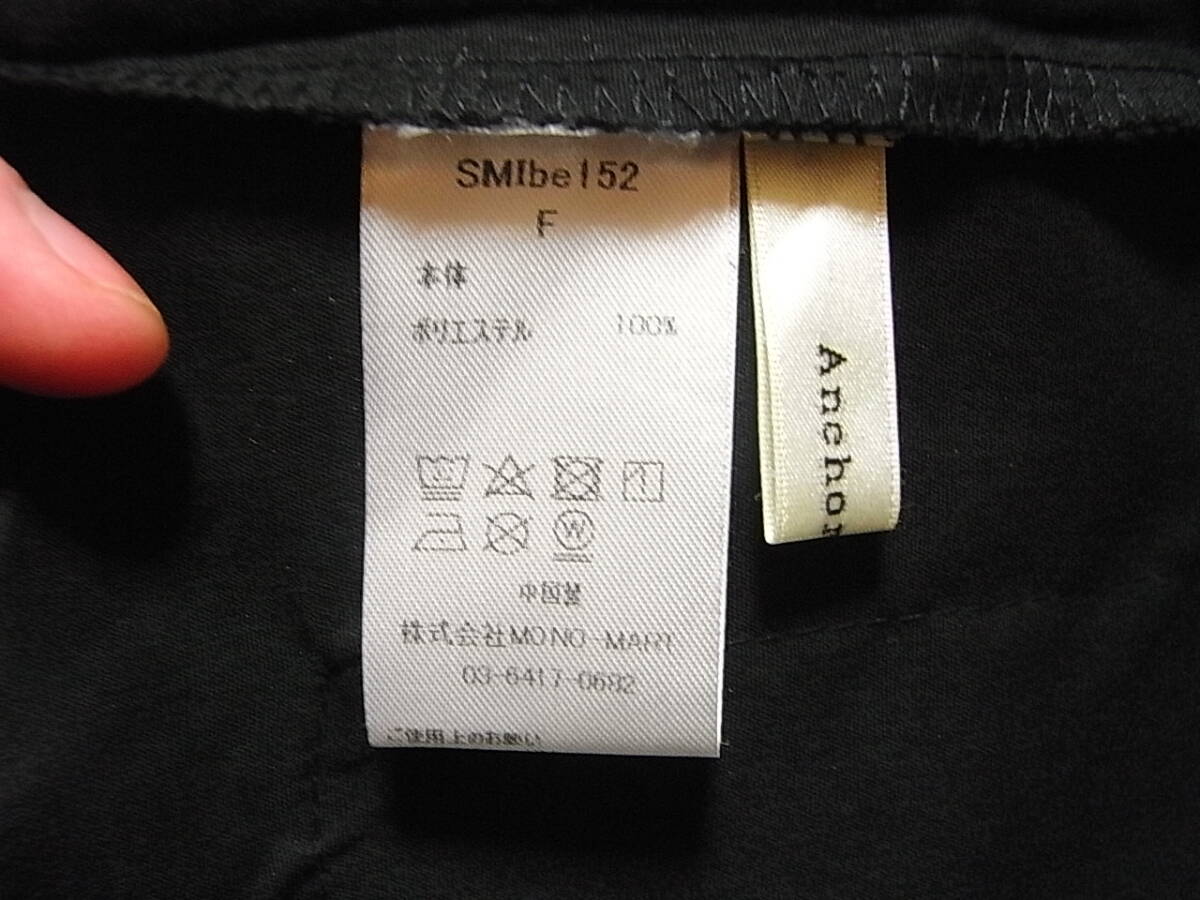 SMIbe152
F
本体
ポリエステル 100%
W
中国製
株式会社MONO-MART
03-6417-0682
ご使用上のお願い
Anchor